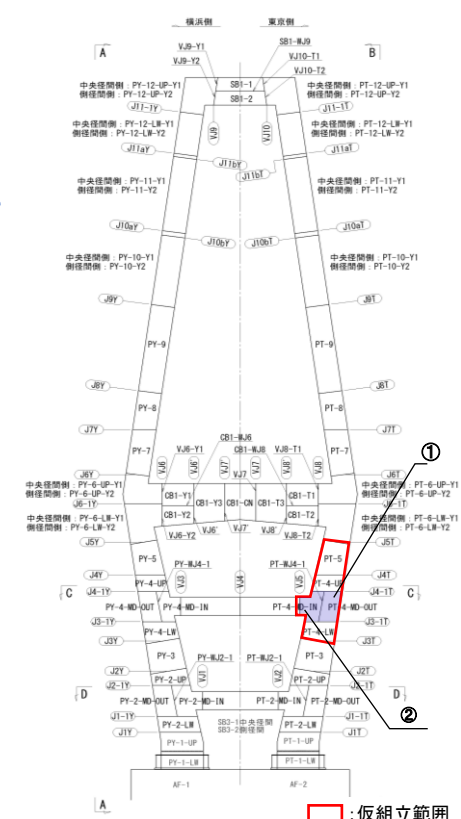 横浜側 東京側
SB1-WJ9
VJ9-Y1 VJ10-T1
VJ9-Y2 VJ10-T2
A B
SB1-1
SB1-2
中央径間側：PY-12-UP-Y1
側径間側：PY-12-UP-Y2
中央径間側：PT-12-UP-Y1
側径間側：PT-12-UP-Y2
J11-1Y J11-1T
中央径間側：PY-12-LW-Y1
側径間側：PY-12-LW-Y2
中央径間側：PT-12-LW-Y1
側径間側：PT-12-LW-Y2
VJ9 VJ10
J11aY J11aT
J11bY J11bT
中央径間側：PY-11-Y1
側径間側：PY-11-Y2
中央径間側：PT-11-Y1
側径間側：PT-11-Y2
J10aY J10aT
J10bY J10bT
中央径間側：PY-10-Y1
側径間側：PY-10-Y2
中央径間側：PT-10-Y1
側径間側：PT-10-Y2
J9Y J9T
PY-9 PT-9
J8Y J8T
PY-8 PT-8
J7Y J7T
CB1-WJ6
VJ6-Y1 CB1-WJ8 VJ8-T1
PY-7 PT-7
VJ6 VJ6' VJ7' VJ7 VJ7' VJ8' VJ8
①
J6Y J6T
中央径間側：PY-6-UP-Y1
側径間側：PY-6-UP-Y2
中央径間側：PT-6-UP-Y1
側径間側：PT-6-UP-Y2
J6-1Y J6-1T
CB1-Y1 CB1-Y3 CB1-CN CB1-T3 CB1-T1
CB1-Y2 CB1-T2
中央径間側：PY-6-LW-Y1
側径間側：PY-6-LW-Y2
中央径間側：PT-6-LW-Y1
側径間側：PT-6-LW-Y2
VJ6-Y2 VJ6' VJ7' VJ8' VJ8-T2
J5Y J5T
PY-5 PT-5
PY-WJ4-1 PT-WJ4-1
J4Y J4T
PY-4-UP PT-4-UP
VJ3 VJ4 VJ5
C J4-1Y J4-1T C
PY-4-MD-OUT PY-4-MD-IN PT-4-MD-IN PT-4-MD-OUT
J3-1Y J3-1T
PY-4-LW PT-4-LW
J3Y J3T
PY-3 PY-WJ2-1 PT-WJ2-1 PT-3
J2Y J2T
VJ1 VJ2
PY-2-UP PT-2-UP
J2-1Y J2-1T
D D
②
PY-2-MD-OUT PY-2-MD-IN PT-2-MD-IN PT-2-MD-OUT
J1-1Y J1-1T
PY-2-LW PT-2-LW
SB3-1中央径間
SB3-2側径間
J1Y J1T
PY-1-UP PT-1-UP
PY-1-LW PT-1-LW
AF-1 AF-2
A
：仮組立範囲